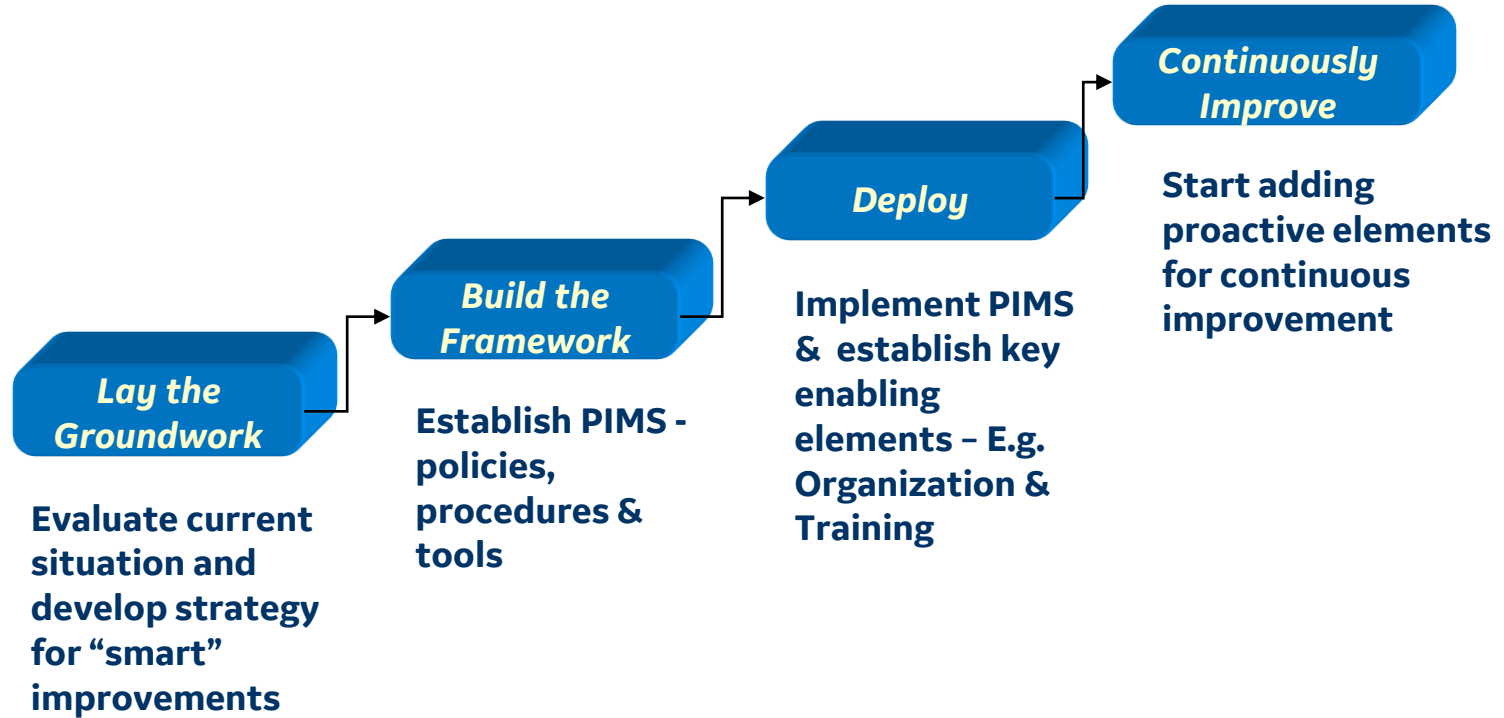 Lay the
Groundwork
Evaluate current
situation and
develop strategy
for “smart”
improvements
Build the
Framework
Establish PIMS -
policies,
procedures &
tools
Deploy
Implement PIMS
& establish key
enabling
elements – E.g.
Organization &
Training
Continuously
Improve
Start adding
proactive elements
for continuous
improvement